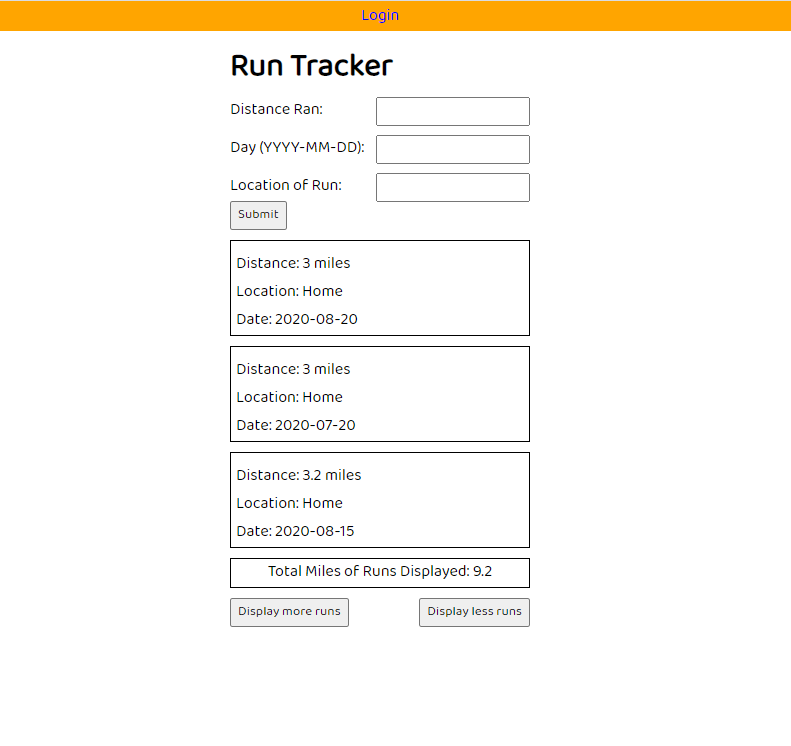 Login
Run Tracker
Distance Ran:
Day (YYYY-MM-DD):
Location of Run:
Submit
Distance: 3 miles
Location: Home
Date: 2020-08-20
Distance: 3 miles
Location: Home
Date: 2020-07-20
Distance: 3.2 miles
Location: Home
Date: 2020-08-15
Total Miles of Runs Displayed: 9.2
Display more runs
Display less runs